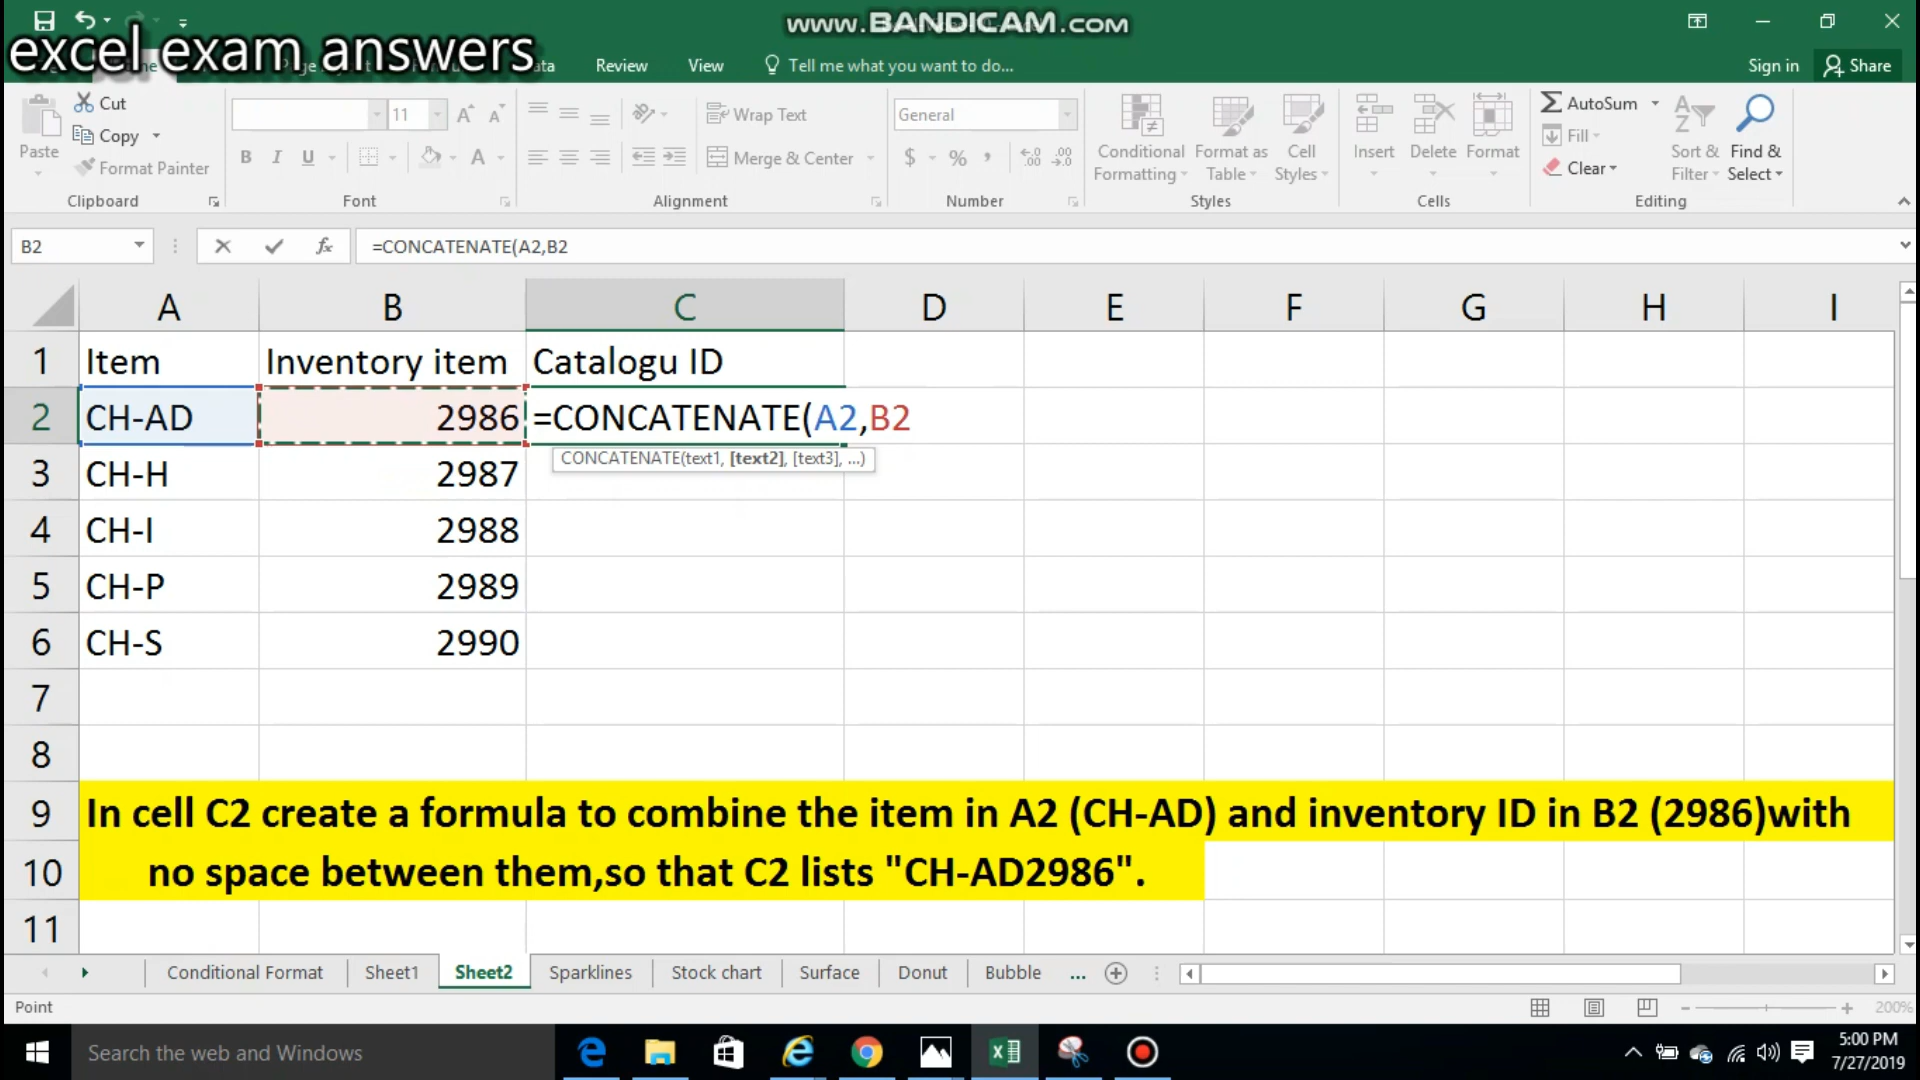 www.BANDICAM.com
excel exam answers
Review View Tell me what you want to do... Sign in Share
Cut
Copy
Format Painter
Paste
Clipboard
11
B I U A
Font
Wrap Text
Merge & Center
Alignment
General
$ % ,
Number
Conditional Formatting
Format as Table
Cell Styles
Styles
Insert Delete Format
Cells
AutoSum
Fill
Clear
Sort & Filter
Find & Select
Editing
B2 fx =CONCATENATE(A2,B2
A B C D E F G H I
1 Item Inventory item Catalogu ID
2 CH-AD 2986 =CONCATENATE(A2,B2
CONCATENATE(text1, [text2], [text3], ...)
3 CH-H 2987
4 CH-I 2988
5 CH-P 2989
6 CH-S 2990
7
8
9 In cell C2 create a formula to combine the item in A2 (CH-AD) and inventory ID in B2 (2986)with
10 no space between them,so that C2 lists "CH-AD2986".
11
Conditional Format Sheet1 Sheet2 Sparklines Stock chart Surface Donut Bubble ...
Point 200%
Search the web and Windows
5:00 PM
7/27/2019